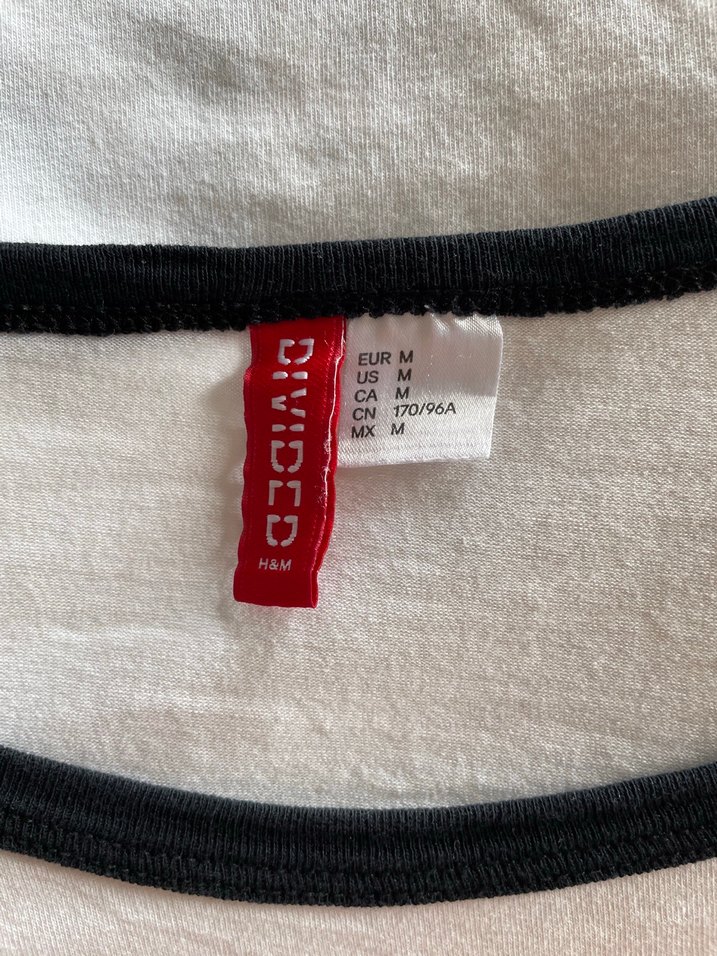 DIVIDED
H&M
EUR M
US M
CA M
CN 170/96A
MX M